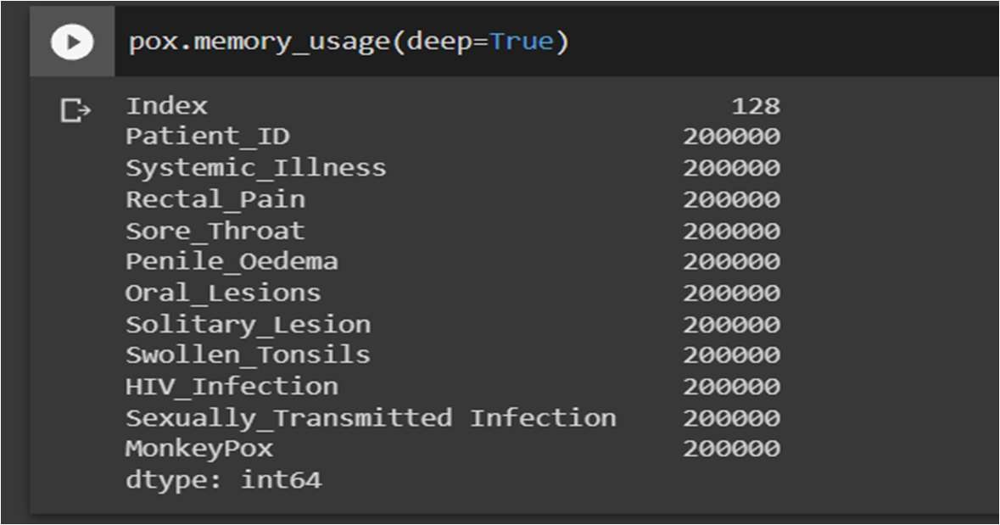 pox.memory_usage(deep=True)
Index 128
Patient_ID 200000
Systemic_Illness 200000
Rectal_Pain 200000
Sore_Throat 200000
Penile_Oedema 200000
Oral_Lesions 200000
Solitary_Lesion 200000
Swollen_Tonsils 200000
HIV_Infection 200000
Sexually_Transmitted Infection 200000
MonkeyPox 200000
dtype: int64